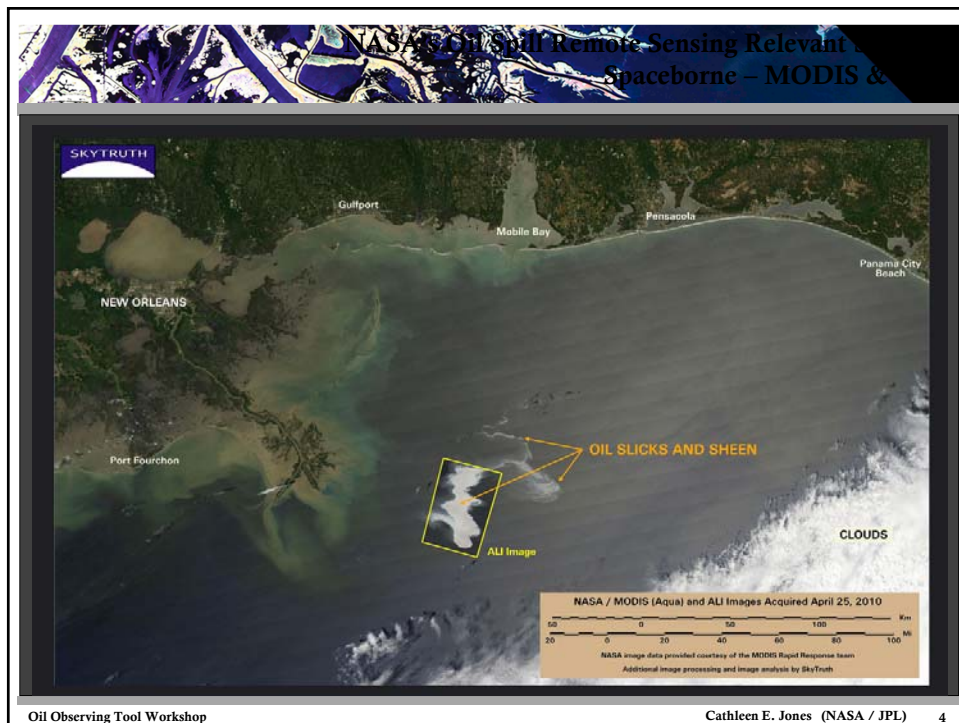 NASA's Oil Spill Remote Sensing Relevant
Spaceborne – MODIS &
SKYTRUTH
Gulfport
Mobile Bay
Pensacola
Panama City
Beach
NEW ORLEANS
Port Fourchon
OIL SLICKS AND SHEEN
ALI Image
CLOUDS
NASA / MODIS (Aqua) and ALI Images Acquired April 25, 2010
50 0 50 100 Km
20 0 20 40 60 80 100 Mi
NASA image data provided courtesy of the MODIS Rapid Response team
Additional image processing and image analysis by SkyTruth
Oil Observing Tool Workshop
Cathleen E. Jones (NASA / JPL) 4